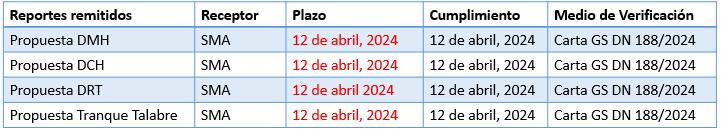 Reportes remitidos Receptor Plazo Cumplimiento Medio de Verificación
Propuesta DMH SMA 12 de abril, 2024 12 de abril, 2024 Carta GS DN 188/2024
Propuesta DCH SMA 12 de abril, 2024 12 de abril, 2024 Carta GS DN 188/2024
Propuesta DRT SMA 12 de abril 2024 12 de abril, 2024 Carta GS DN 188/2024
Propuesta Tranque Talabre SMA 12 de abril, 2024 12 de abril, 2024 Carta GS DN 188/2024